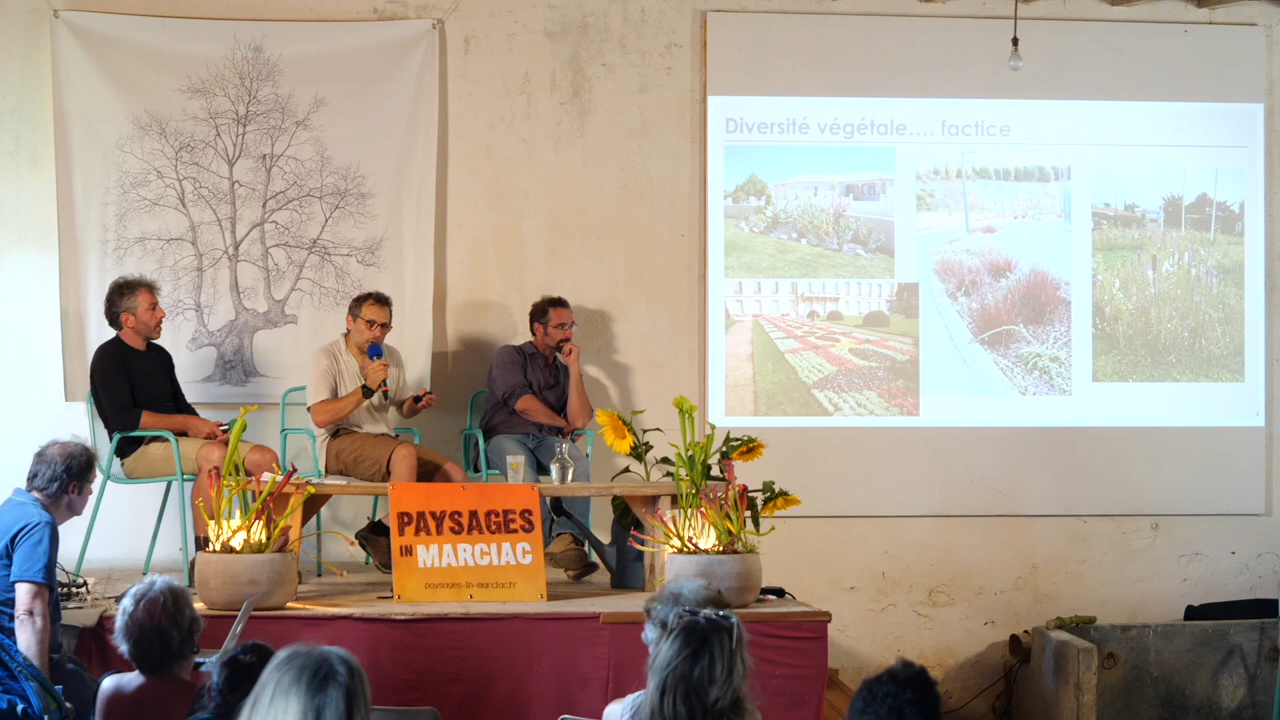 Diversité végétale.... factice
PAYSAGES
IN MARCIAC
paysages-in-marciac.fr